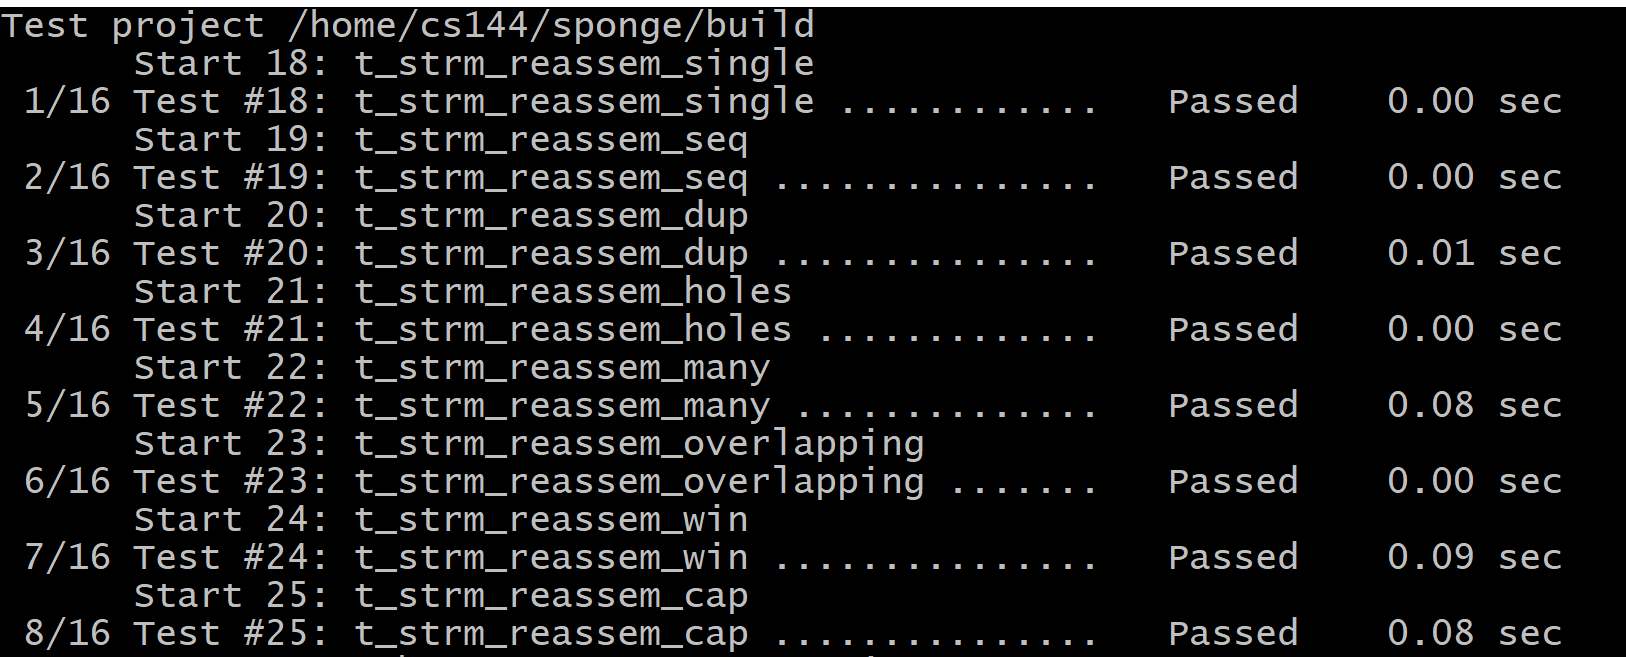 Test project /home/cs144/sponge/build
Start 18: t_strm_reassem_single
1/16 Test #18: t_strm_reassem_single ............ Passed 0.00 sec
Start 19: t_strm_reassem_seq
2/16 Test #19: t_strm_reassem_seq ............... Passed 0.00 sec
Start 20: t_strm_reassem_dup
3/16 Test #20: t_strm_reassem_dup ............... Passed 0.01 sec
Start 21: t_strm_reassem_holes
4/16 Test #21: t_strm_reassem_holes ............. Passed 0.00 sec
Start 22: t_strm_reassem_many
5/16 Test #22: t_strm_reassem_many .............. Passed 0.08 sec
Start 23: t_strm_reassem_overlapping
6/16 Test #23: t_strm_reassem_overlapping ....... Passed 0.00 sec
Start 24: t_strm_reassem_win
7/16 Test #24: t_strm_reassem_win ............... Passed 0.09 sec
Start 25: t_strm_reassem_cap
8/16 Test #25: t_strm_reassem_cap ............... Passed 0.08 sec